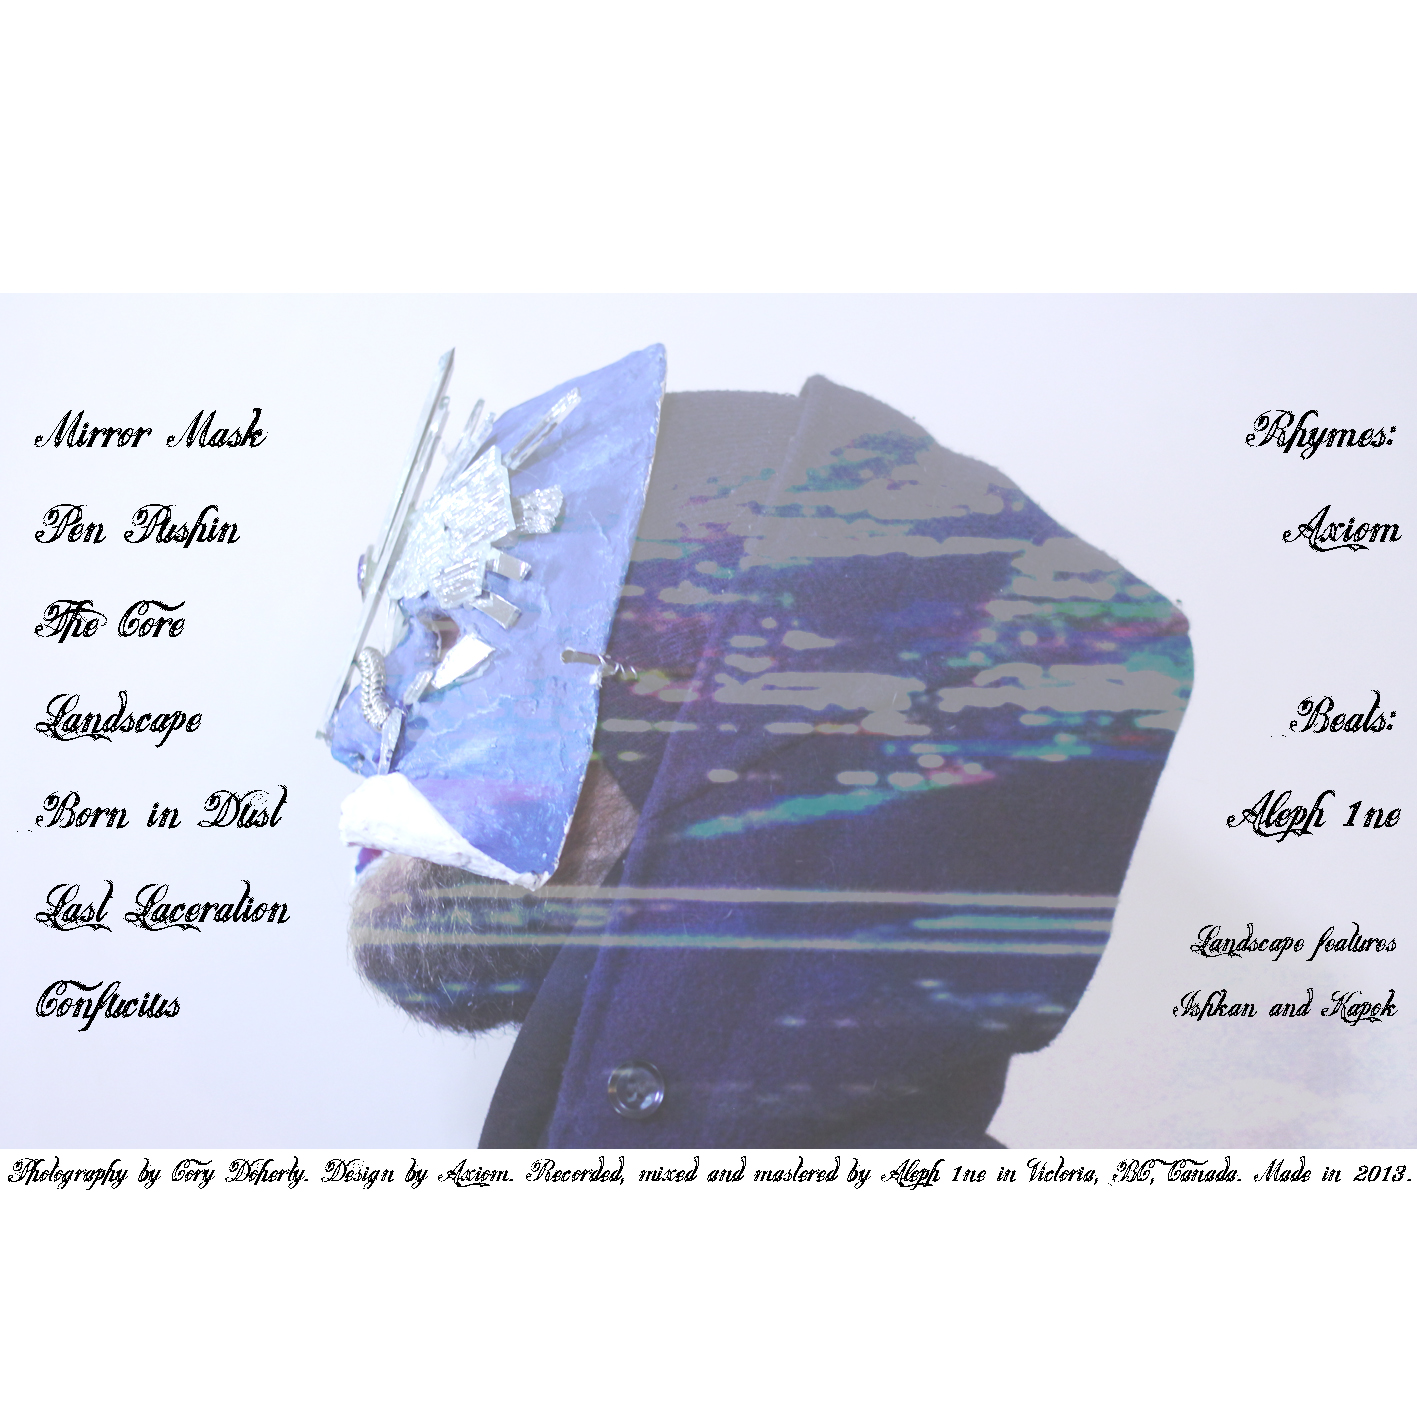 Mirror Mask
Pen Pushin
The Core
Landscape
Born in Dust
Last Laceration
Confucius
Rhymes:
Axiom
Beats:
Aleph 1ne
Landscape features
Ishkan and Kapok
Photography by Cory Doherty. Design by Axiom. Recorded, mixed and mastered by Aleph 1ne in Victoria, BC, Canada. Made in 2013.